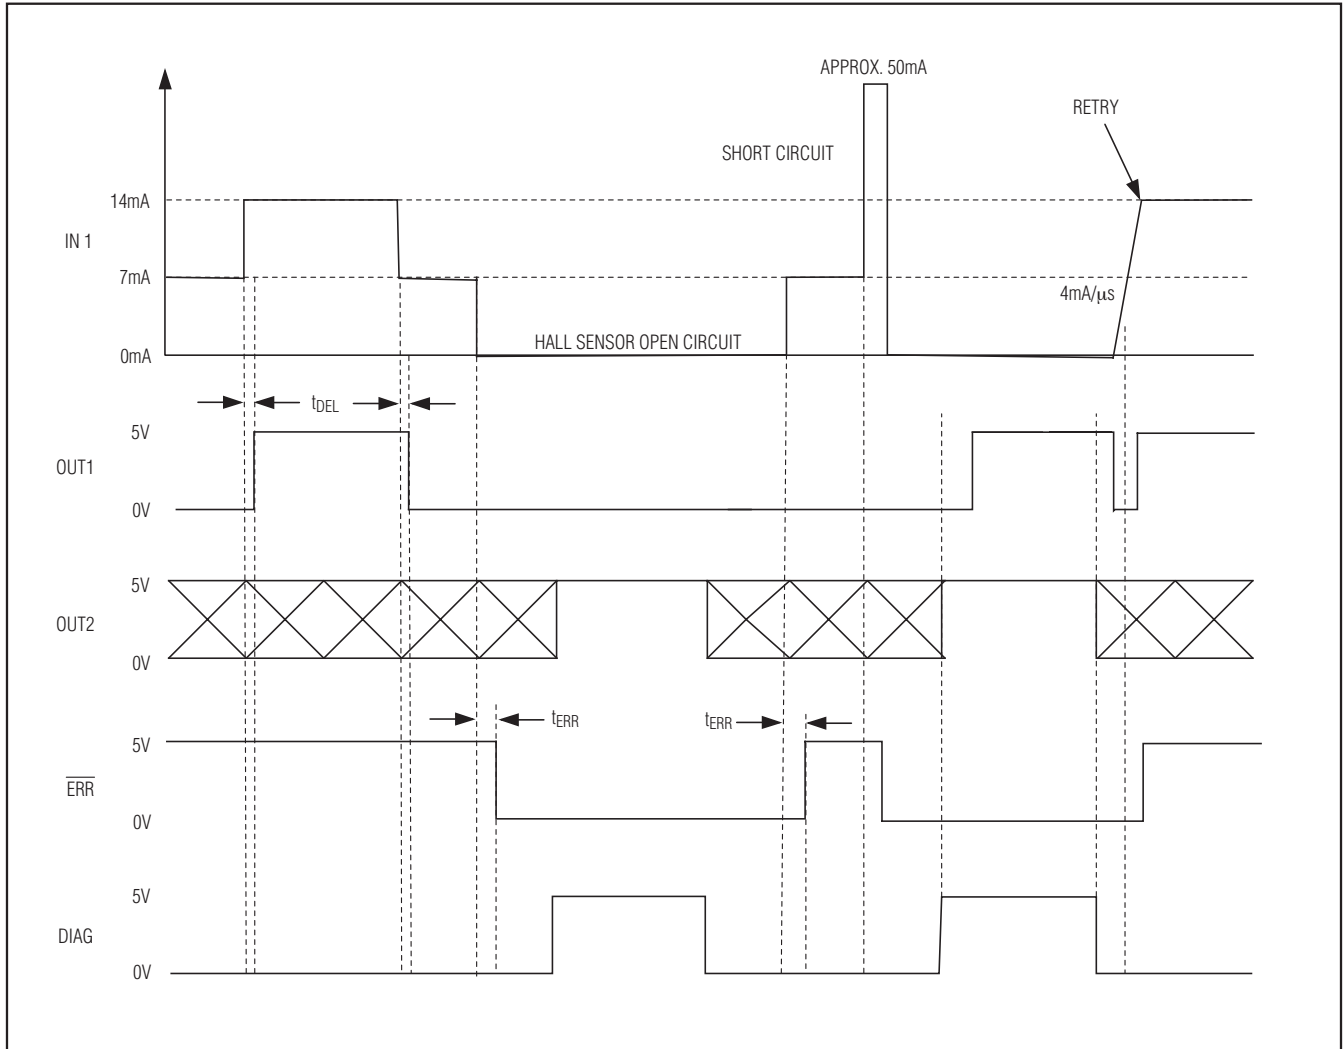 APPROX. 50mA
RETRY
SHORT CIRCUIT
14mA
IN 1
7mA
4mA/µs
HALL SENSOR OPEN CIRCUIT
0mA
tDEL
5V
OUT1
0V
5V
OUT2
0V
tERR
tERR
5V
ERR
0V
5V
DIAG
0V